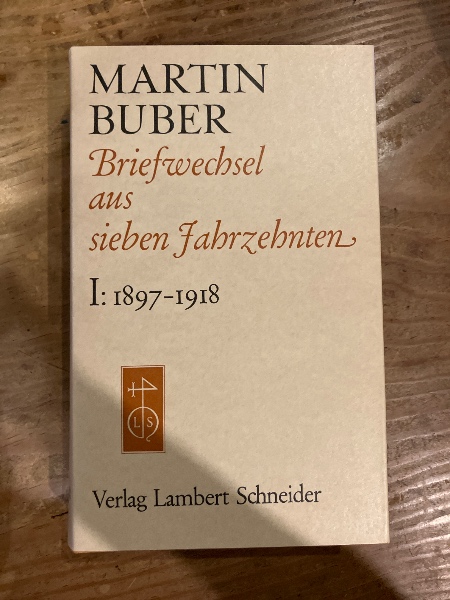 MARTIN
BUBER
Briefwechsel
aus
sieben Jahrzehnten
I: 1897–1918
LS
Verlag Lambert Schneider